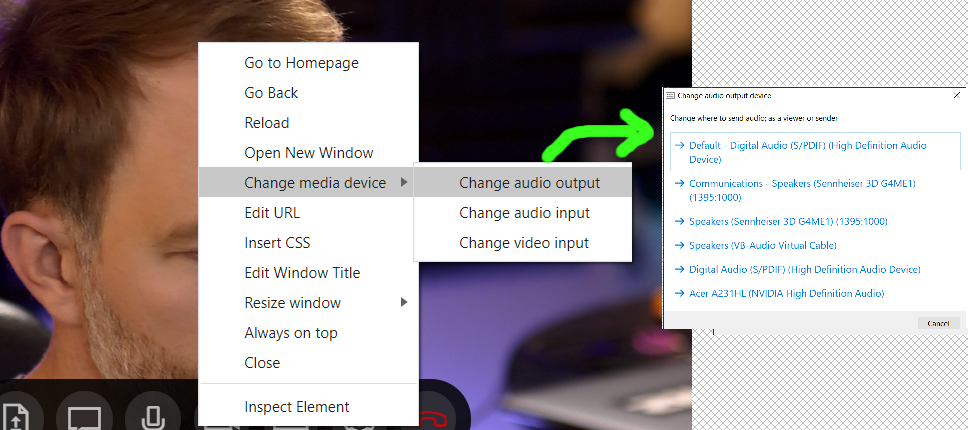 Go to Homepage
Go Back
Reload
Open New Window
Change media device
Edit URL
Insert CSS
Edit Window Title
Resize window
Always on top
Close
Inspect Element
Change audio output
Change audio input
Change video input
Change audio output device
Change where to send audio; as a viewer or sender
Default - Digital Audio (S/PDIF) (High Definition Audio
Device)
Communications - Speakers (Sennheiser 3D G4ME1)
(1395:1000)
Speakers (Sennheiser 3D G4ME1) (1395:1000)
Speakers (VB-Audio Virtual Cable)
Digital Audio (S/PDIF) (High Definition Audio Device)
Acer A231HL (NVIDIA High Definition Audio)
Cancel